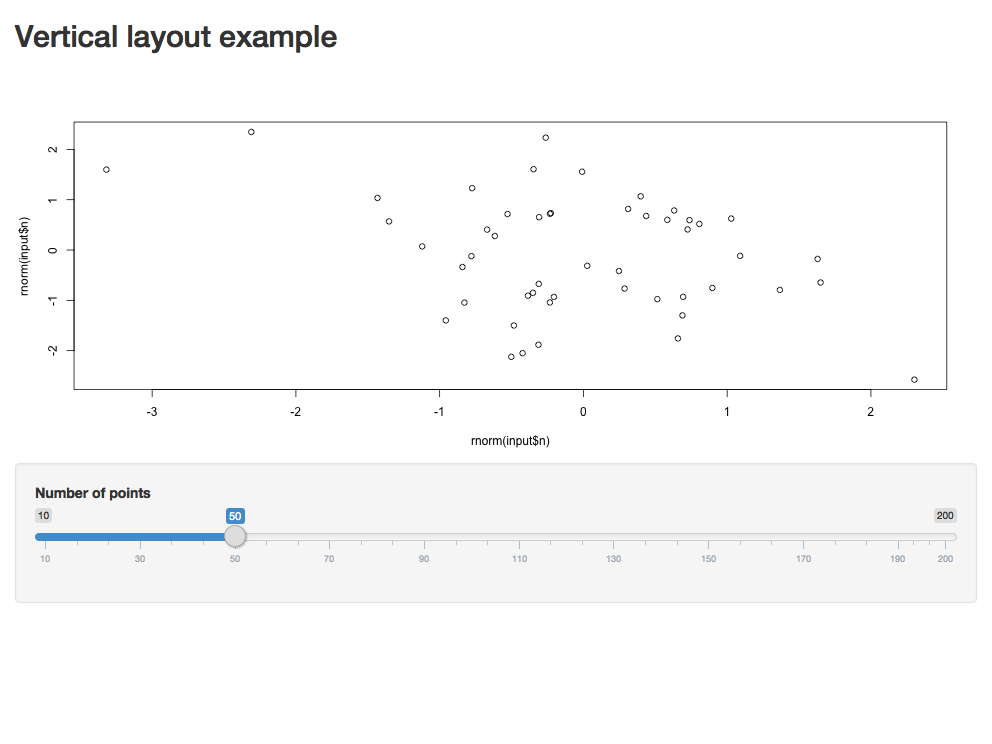 Vertical layout example
2
1
0
-1
-2
rnorm(input$n)
-3 -2 -1 0 1 2
rnorm(input$n)
Number of points
10 50 200
10 30 50 70 90 110 130 150 170 190 200